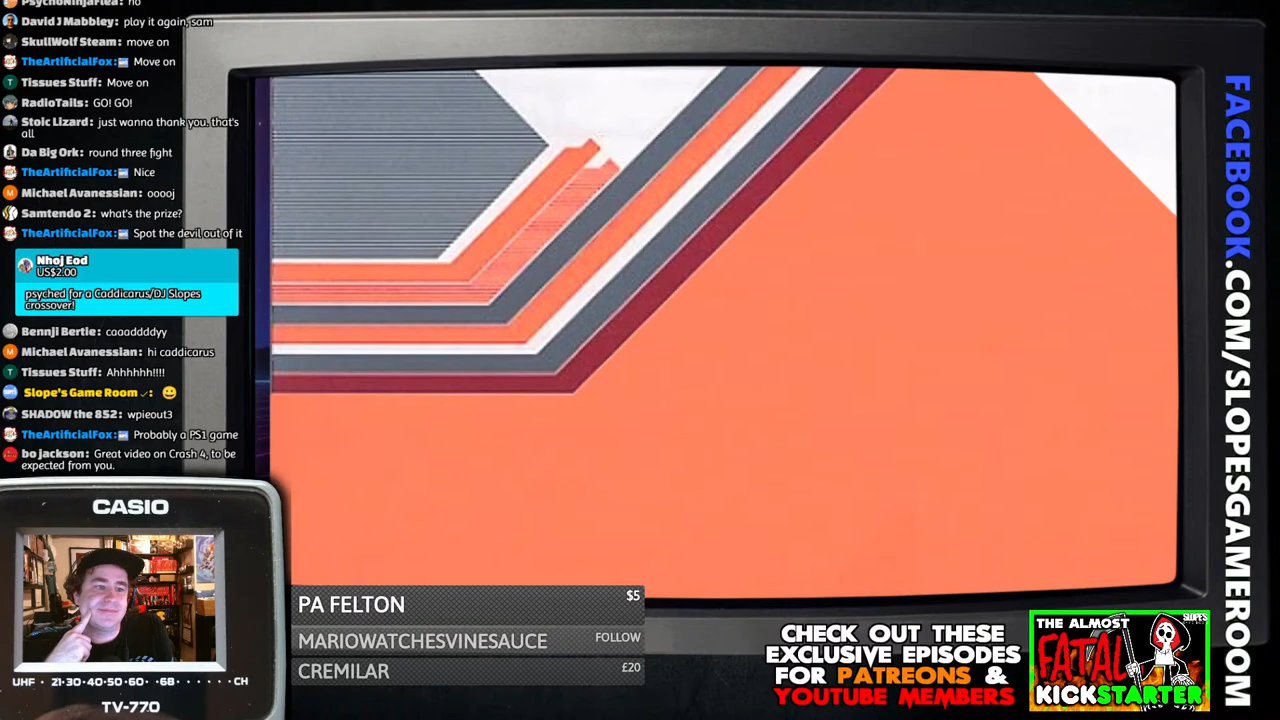 PsychoNinjaFlea: no
David J Mabbley: play it again, sam
SkullWolf Steam: move on
TheArtificialFox: Move on
Tissues Stuff: Move on
RadioTails: GO! GO!
Stoic Lizard: just wanna thank you. that's
all
Da Big Ork: round three fight
TheArtificialFox: Nice
Michael Avanessian: ooooj
Samtendo 2: what's the prize?
TheArtificialFox: Spot the devil out of it
Nhoj Eod
US$2.00
psyched for a Caddicarus/DJ Slopes
crossover!
Bennji Bertie: caaaddddyy
Michael Avanessian: hi caddicarus
Tissues Stuff: Ahhhhh!!!!
Slope's Game Room ✓: 😀
SHADOW the 852: wpieout3
TheArtificialFox: Probably a PS1 game
bo jackson: Great video on Crash 4, to be
expected from you.
CASIO
UHF · 21·30·40·50·60 · ·68 · · · · · · CH
TV-770
PA FELTON $5
MARIOWATCHESVINESAUCE FOLLOW
CREMILAR £20
CHECK OUT THESE
EXCLUSIVE EPISODES
FOR PATREONS &
YOUTUBE MEMBERS
THE ALMOST
FATAL
KICKSTARTER
SLOPES
FACEBOOK.COM/SLOPESGAMEROOM